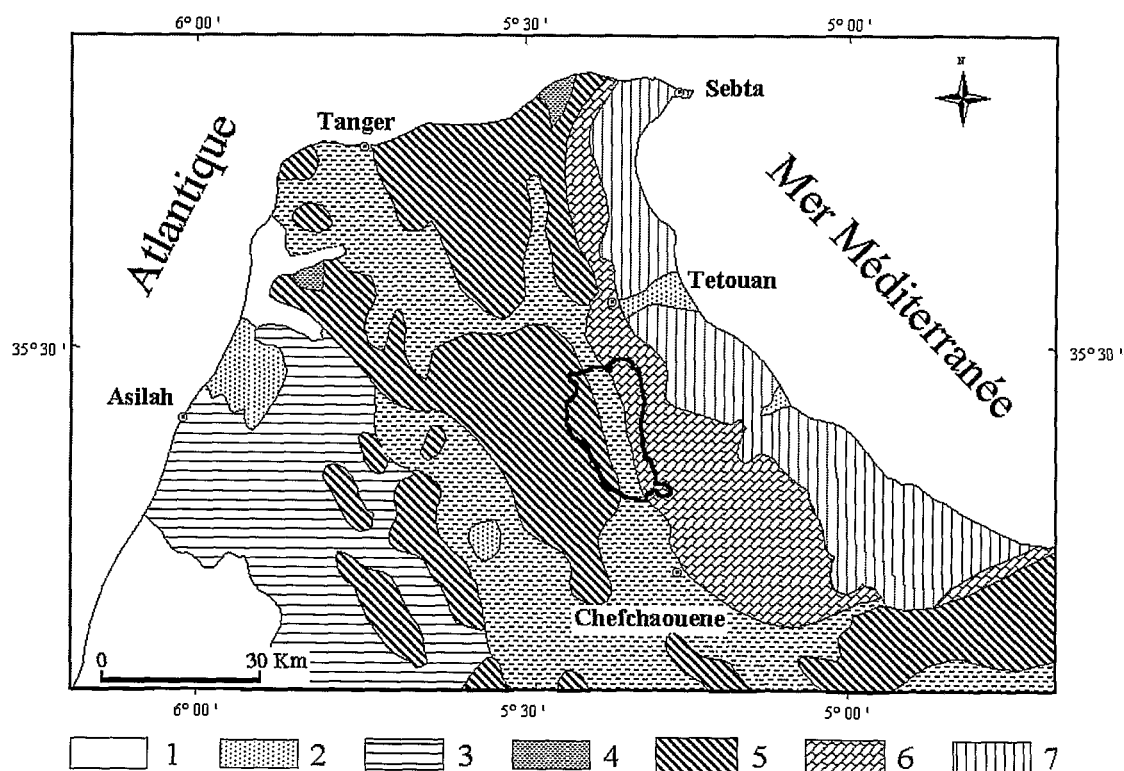 6° 00 ' 5° 30 ' 5° 00 '
N
Sebta
Tanger
Atlantique
Mer Méditerranée
Tetouan
35° 30 ' 35° 30 '
Asilah
Chefchaouene
0 30 Km
6° 00 ' 5° 30 ' 5° 00 '
1 2 3 4 5 6 7